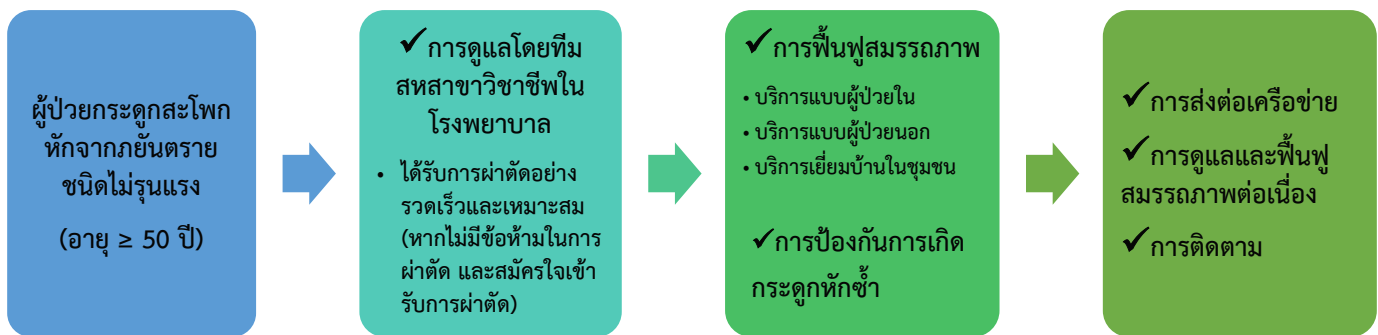 ผู้ป่วยกระดูกสะโพก
หักจากภยันตราย
ชนิดไม่รุนแรง
(อายุ ≥ 50 ปี)
✓การดูแลโดยทีม
สหสาขาวิชาชีพใน
โรงพยาบาล
• ได้รับการผ่าตัดอย่าง
รวดเร็วและเหมาะสม
(หากไม่มีข้อห้ามในการ
ผ่าตัด และสมัครใจเข้า
รับการผ่าตัด)
✓การฟื้นฟูสมรรถภาพ
• บริการแบบผู้ป่วยใน
• บริการแบบผู้ป่วยนอก
• บริการเยี่ยมบ้านในชุมชน
✓การป้องกันการเกิด
กระดูกหักซ้ำ
✓การส่งต่อเครือข่าย
✓การดูแลและฟื้นฟู
สมรรถภาพต่อเนื่อง
✓การติดตาม